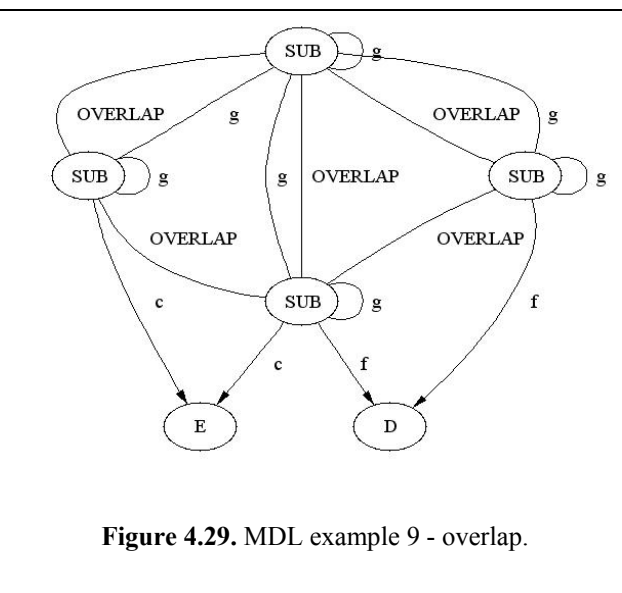 SUB g
OVERLAP g OVERLAP g
SUB g g OVERLAP SUB g
OVERLAP OVERLAP
c SUB g f
c f
E D
Figure 4.29. MDL example 9 - overlap.